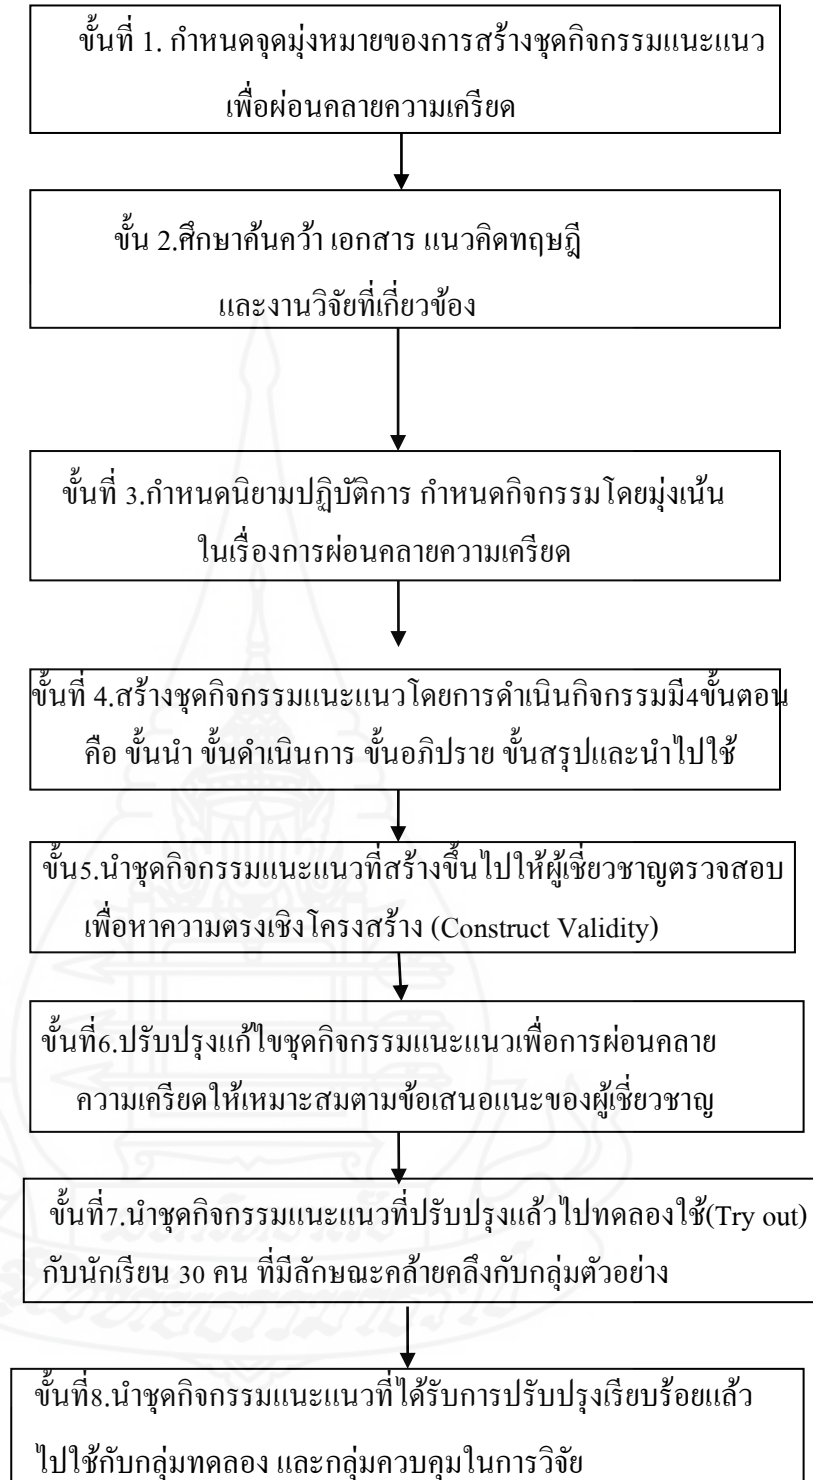 ขั้นที่ 1. กำหนดจุดมุ่งหมายของการสร้างชุดกิจกรรมแนะแนว
เพื่อผ่อนคลายความเครียด
ขั้น 2.ศึกษาค้นคว้า เอกสาร แนวคิดทฤษฎี
และงานวิจัยที่เกี่ยวข้อง
ขั้นที่ 3.กำหนดนิยามปฏิบัติการ กำหนดกิจกรรมโดยมุ่งเน้น
ในเรื่องการผ่อนคลายความเครียด
ขั้นที่ 4.สร้างชุดกิจกรรมแนะแนวโดยการดำเนินกิจกรรมมี4ขั้นตอน
คือ ขั้นนำ ขั้นดำเนินการ ขั้นอภิปราย ขั้นสรุปและนำไปใช้
ขั้น5.นำชุดกิจกรรมแนะแนวที่สร้างขึ้นไปให้ผู้เชี่ยวชาญตรวจสอบ
เพื่อหาความตรงเชิงโครงสร้าง (Construct Validity)
ขั้นที่6.ปรับปรุงแก้ไขชุดกิจกรรมแนะแนวเพื่อการผ่อนคลาย
ความเครียดให้เหมาะสมตามข้อเสนอแนะของผู้เชี่ยวชาญ
ขั้นที่7.นำชุดกิจกรรมแนะแนวที่ปรับปรุงแล้วไปทดลองใช้(Try out)
กับนักเรียน 30 คน ที่มีลักษณะคล้ายคลึงกับกลุ่มตัวอย่าง
ขั้นที่8.นำชุดกิจกรรมแนะแนวที่ได้รับการปรับปรุงเรียบร้อยแล้ว
ไปใช้กับกลุ่มทดลอง และกลุ่มควบคุมในการวิจัย